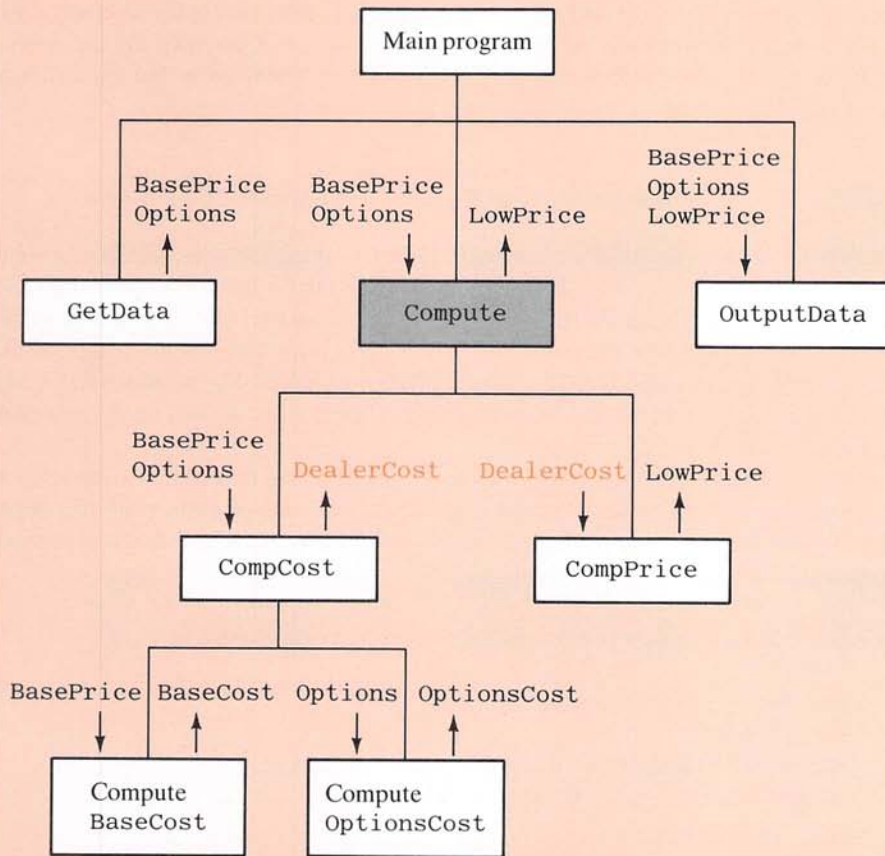 Main program
BasePrice
Options
BasePrice
Options
LowPrice
BasePrice
Options
LowPrice
GetData
Compute
OutputData
BasePrice
Options
DealerCost
DealerCost
LowPrice
CompCost
CompPrice
BasePrice
BaseCost
Options
OptionsCost
Compute
BaseCost
Compute
OptionsCost